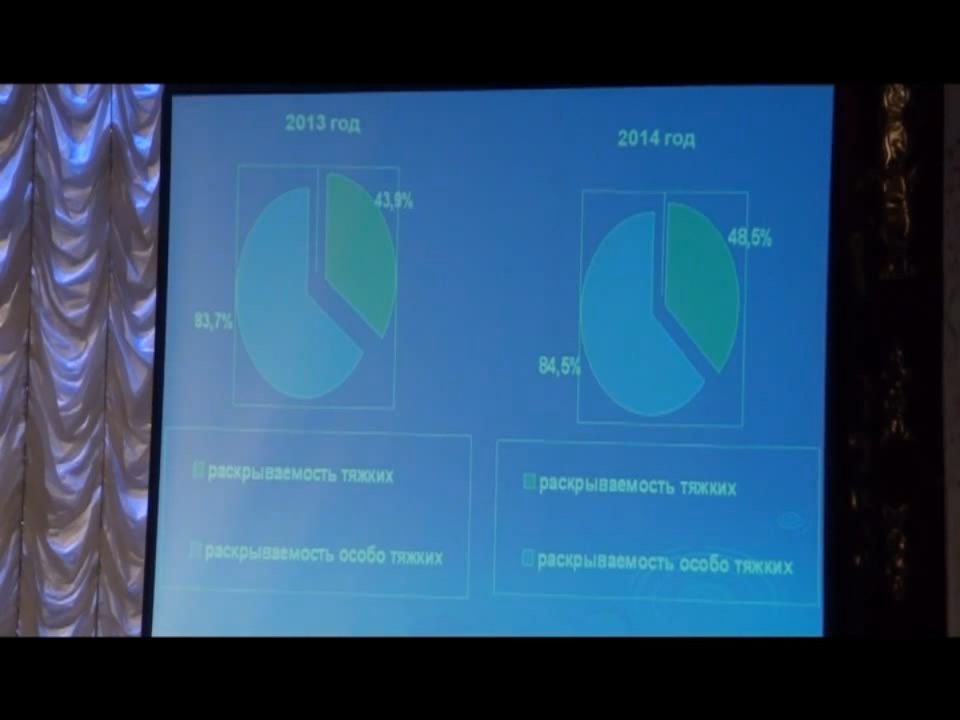 2013 год
43,9%
83,7%
раскрываемость тяжких
раскрываемость особо тяжких
2014 год
48,5%
84,5%
раскрываемость тяжких
раскрываемость особо тяжких